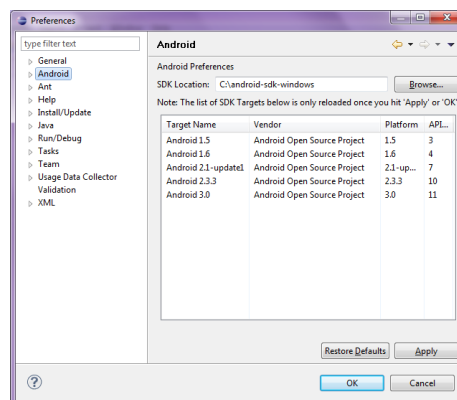 Preferences
type filter text
General
Android
Ant
Help
Install/Update
Java
Run/Debug
Tasks
Team
Usage Data Collector
Validation
XML
Android
Android Preferences
SDK Location: C:\android-sdk-windows Browse...
Note: The list of SDK Targets below is only reloaded once you hit 'Apply' or 'OK'
Target Name Vendor Platform API...
Android 1.5 Android Open Source Project 1.5 3
Android 1.6 Android Open Source Project 1.6 4
Android 2.1-update1 Android Open Source Project 2.1-up... 7
Android 2.3.3 Android Open Source Project 2.3.3 10
Android 3.0 Android Open Source Project 3.0 11
Restore Defaults Apply
? OK Cancel